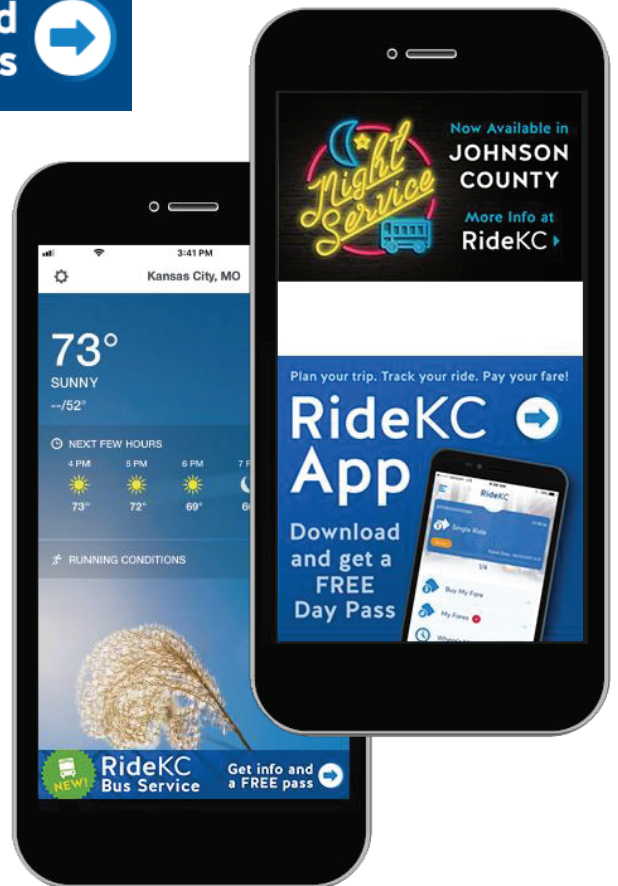 Night
Service
Now Available in
JOHNSON
COUNTY
More Info at
RideKC
Plan your trip. Track your ride. Pay your fare!
RideKC
App
Download
and get a
FREE
Day Pass
RideKC
Single Ride
1/4
Buy My Fare
My Fares
3:41 PM
Kansas City, MO
73°
SUNNY
--/52°
NEXT FEW HOURS
4 PM 5 PM 6 PM
73° 72° 69°
RUNNING CONDITIONS
NEW!
RideKC
Bus Service
Get info and
a FREE pass